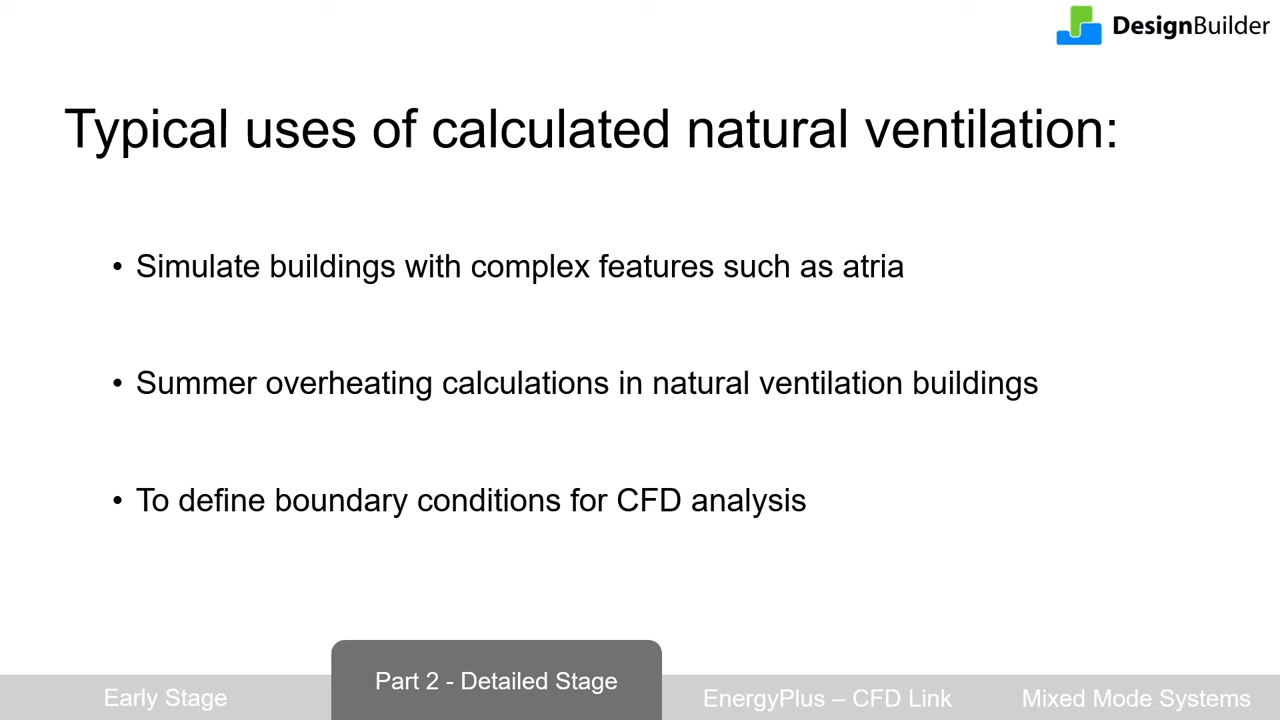 DesignBuilder
Typical uses of calculated natural ventilation:
• Simulate buildings with complex features such as atria
• Summer overheating calculations in natural ventilation buildings
• To define boundary conditions for CFD analysis
Early Stage
Part 2 - Detailed Stage
EnergyPlus – CFD Link
Mixed Mode Systems